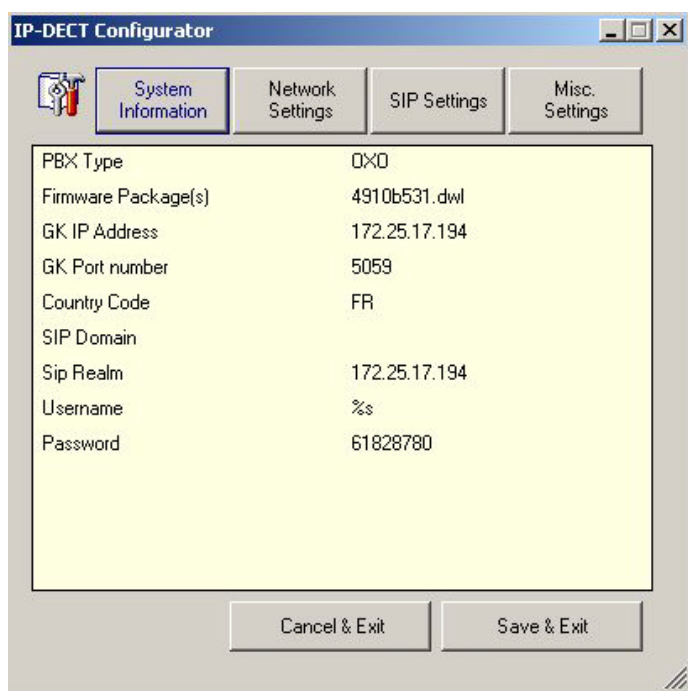 IP-DECT Configurator
System Information
Network Settings
SIP Settings
Misc. Settings
PBX Type OXO
Firmware Package(s) 4910b531.dwl
GK IP Address 172.25.17.194
GK Port number 5059
Country Code FR
SIP Domain
Sip Realm 172.25.17.194
Username %s
Password 61828780
Cancel & Exit
Save & Exit